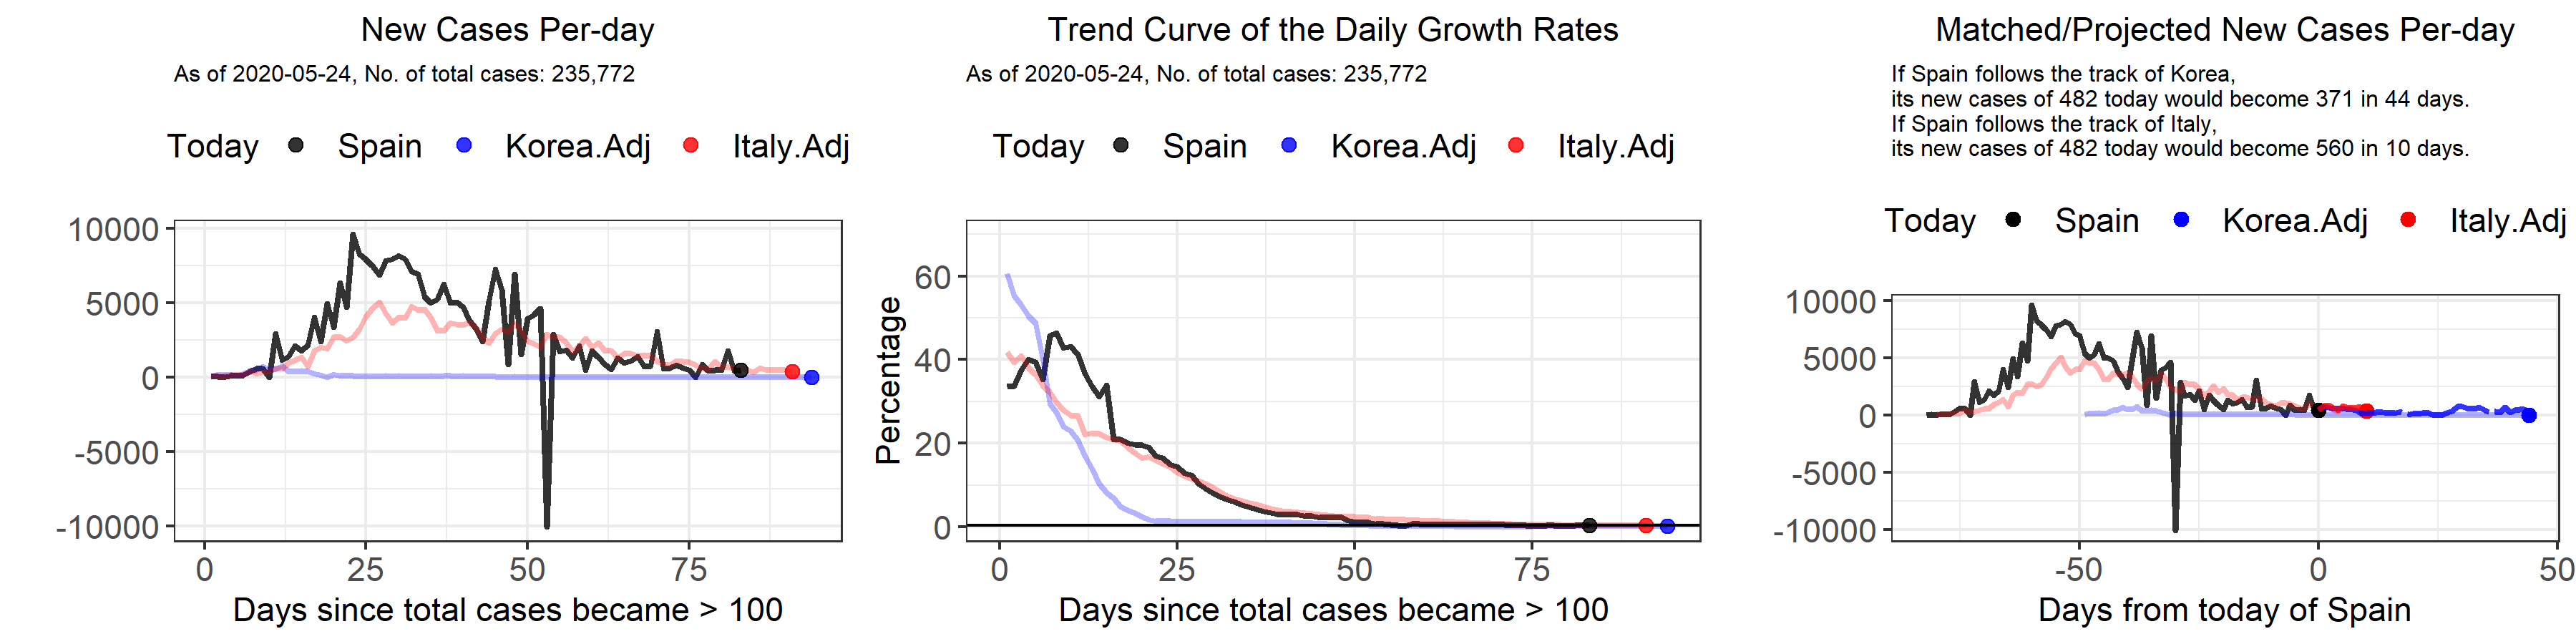 New Cases Per-day
As of 2020-05-24, No. of total cases: 235,772
Today Spain Korea.Adj Italy.Adj
10000
5000
0
-5000
-10000
0 25 50 75
Days since total cases became > 100
Trend Curve of the Daily Growth Rates
As of 2020-05-24, No. of total cases: 235,772
Today Spain Korea.Adj Italy.Adj
Percentage
60
40
20
0
0 25 50 75
Days since total cases became > 100
Matched/Projected New Cases Per-day
If Spain follows the track of Korea,
its new cases of 482 today would become 371 in 44 days.
If Spain follows the track of Italy,
its new cases of 482 today would become 560 in 10 days.
Today Spain Korea.Adj Italy.Adj
10000
5000
0
-5000
-10000
-50 0 50
Days from today of Spain